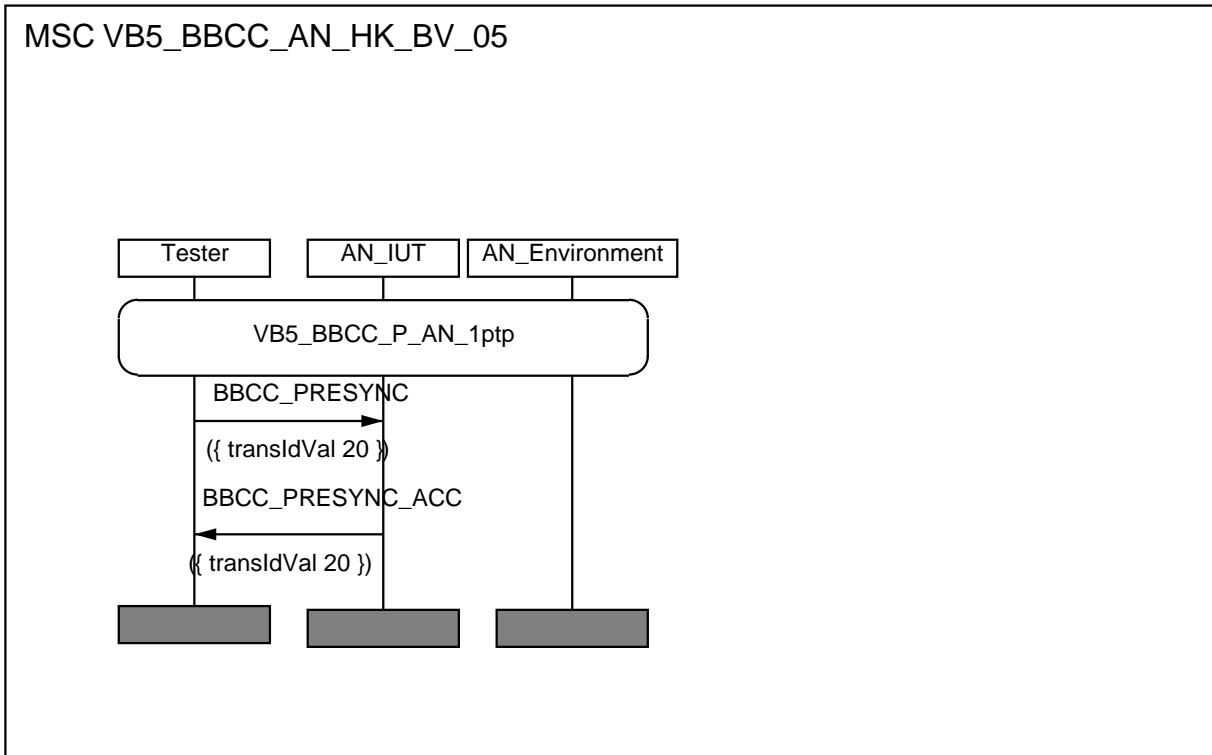 MSC VB5_BBCC_AN_HK_BV_05
Tester AN_IUT AN_Environment
VB5_BBCC_P_AN_1ptp
BBCC_PRESYNC
({ transIdVal 20 })
BBCC_PRESYNC_ACC
({ transIdVal 20 })